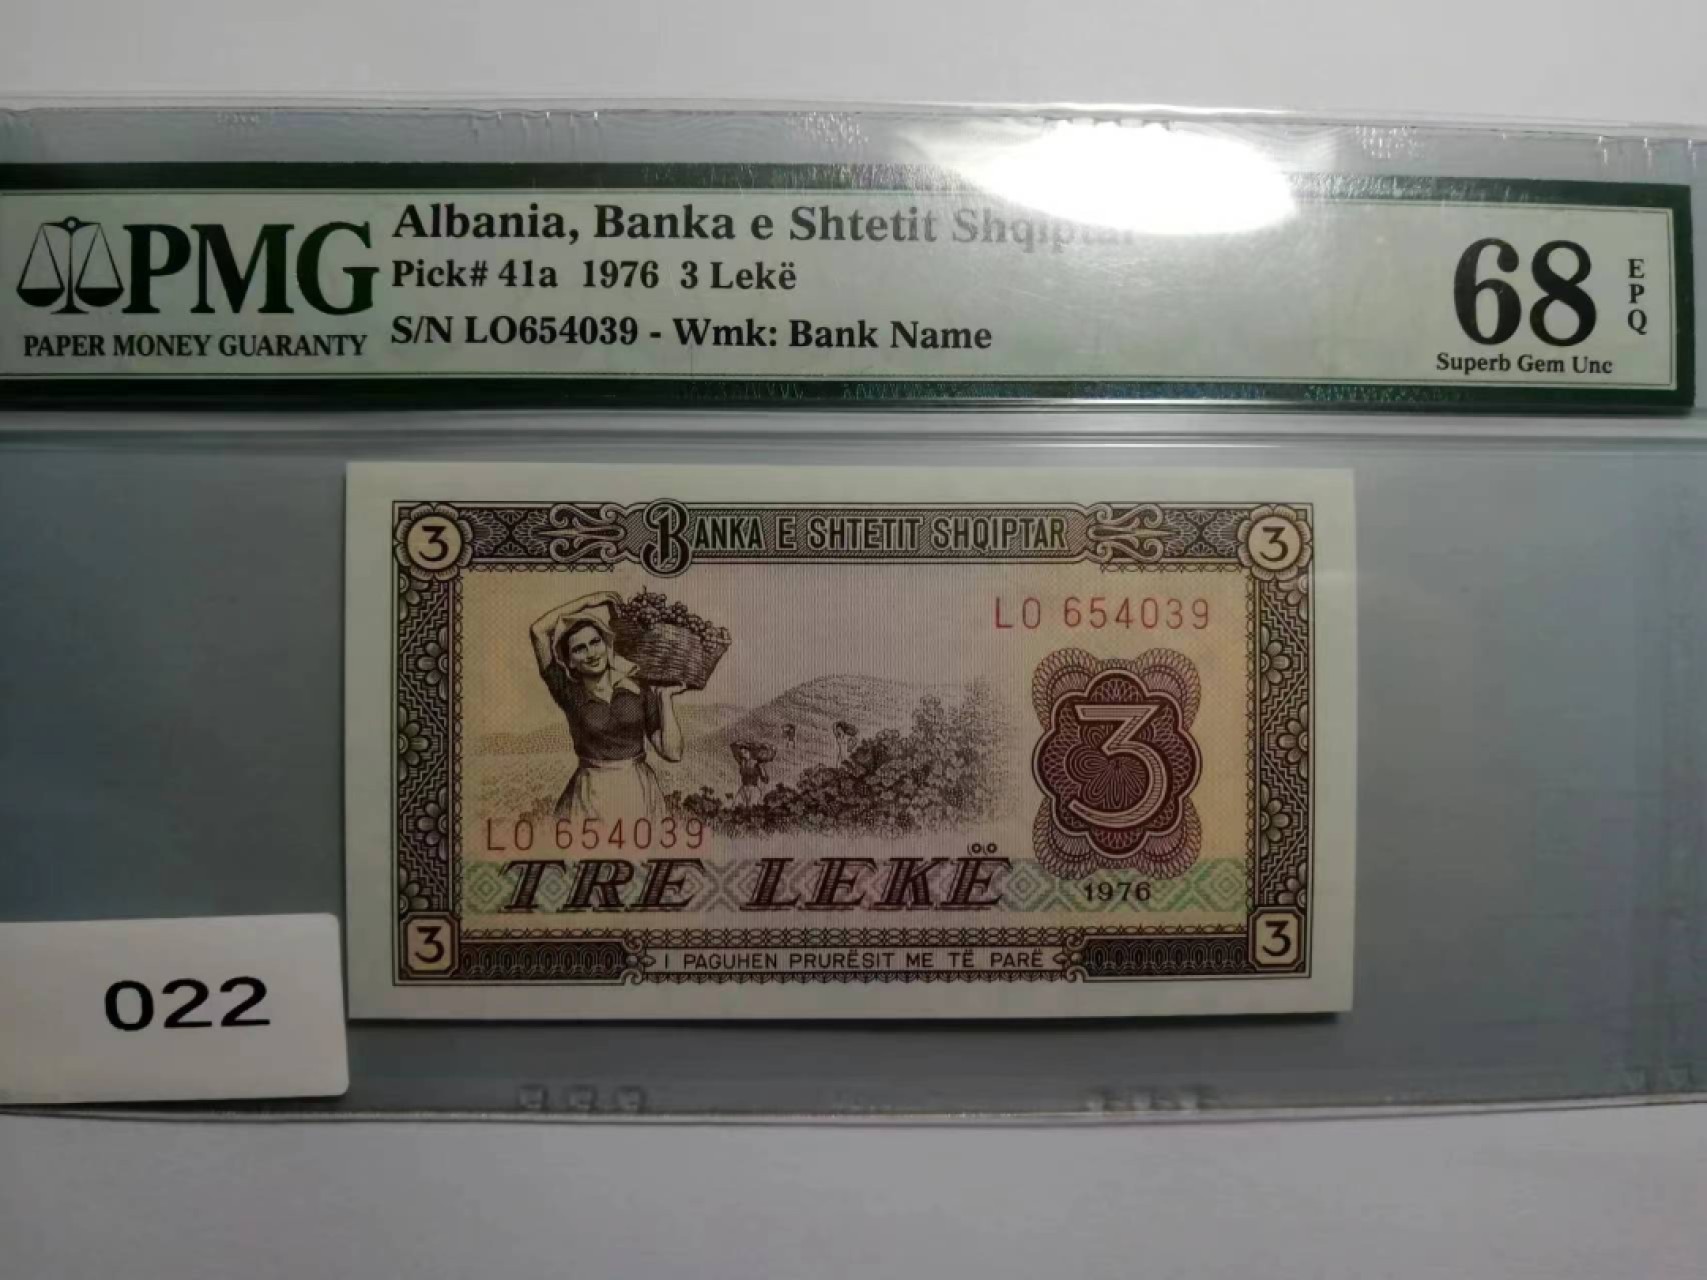 PMG
PAPER MONEY GUARANTY
Albania, Banka e Shtetit Shqiptar
Pick# 41a 1976 3 Lekë
S/N LO654039 - Wmk: Bank Name
68
EPQ
Superb Gem Unc
3
BANKA E SHTETIT SHQIPTAR
3
LO 654039
3
LO 654039
TRE LEKË
1976
3
I PAGUHEN PRURËSIT ME TË PARË
3
022